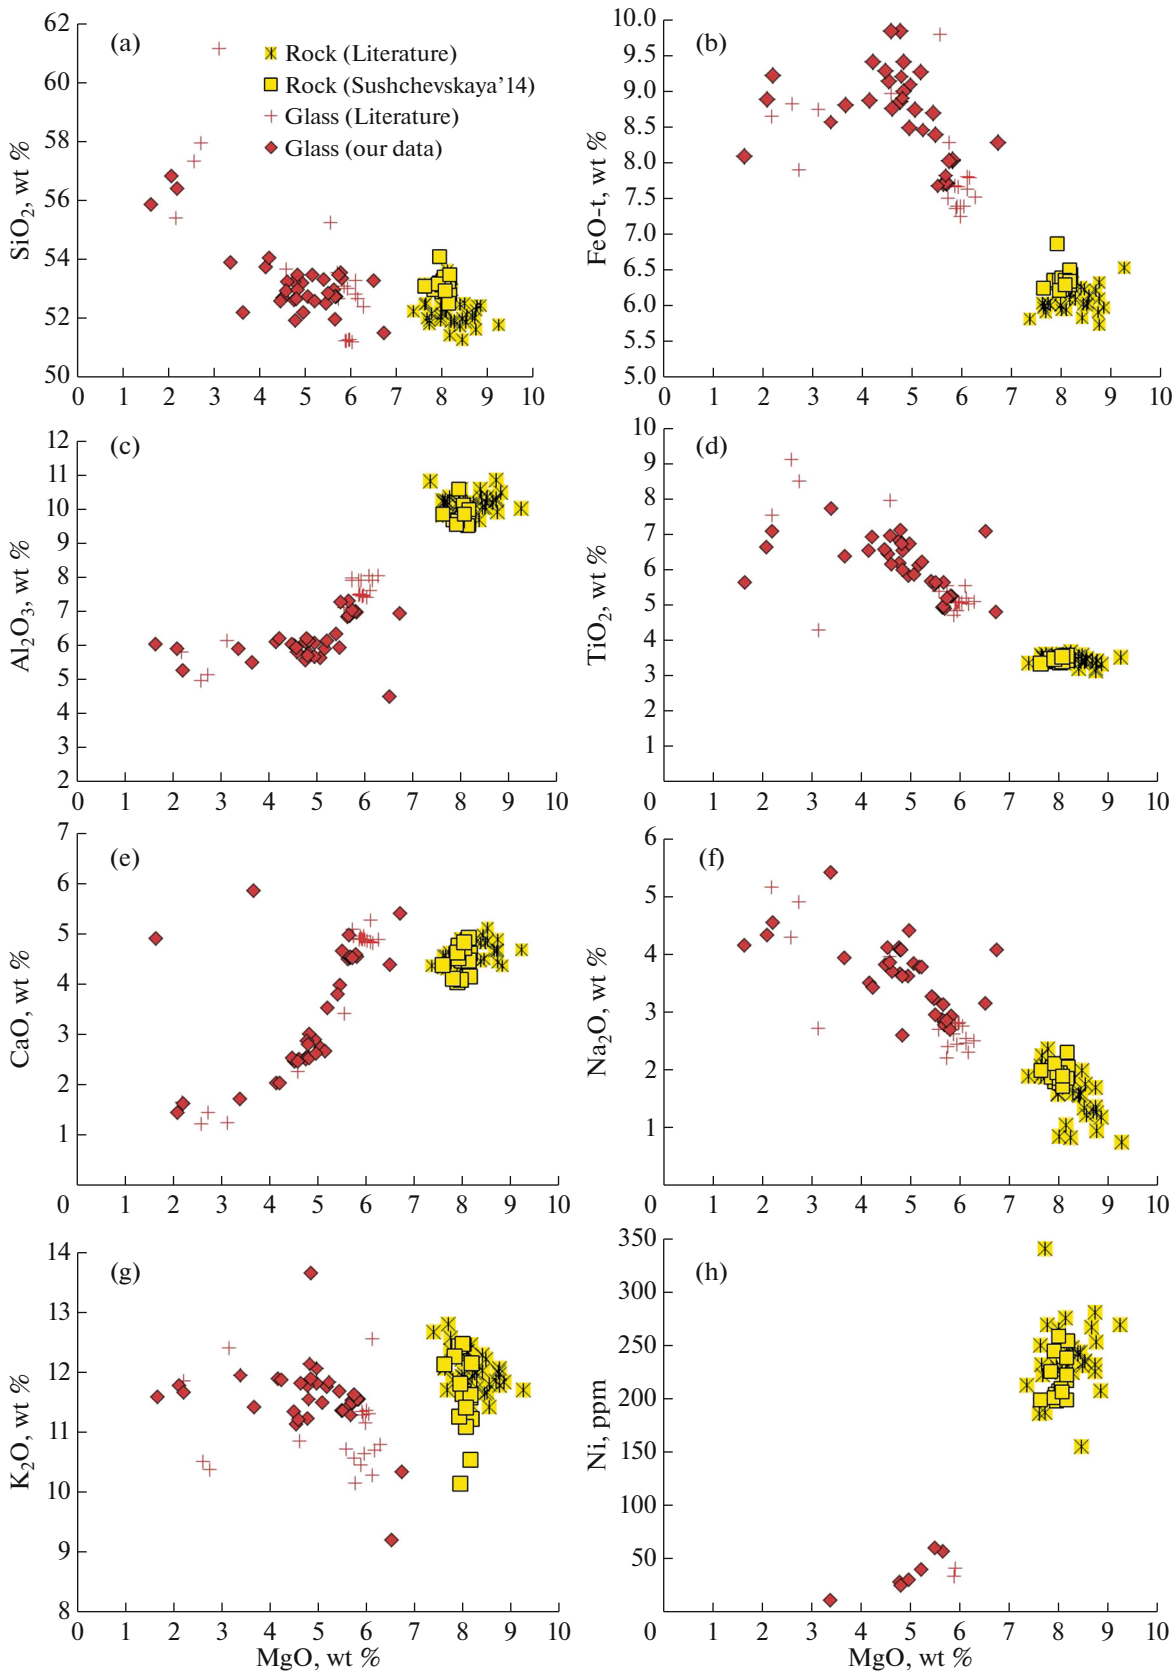 (a)
SiO2, wt %
62
60
58
56
54
52
50
0 1 2 3 4 5 6 7 8 9 10
Rock (Literature)
Rock (Sushchevskaya'14)
Glass (Literature)
Glass (our data)
(b)
FeO-t, wt %
10.0
9.5
9.0
8.5
8.0
7.5
7.0
6.5
6.0
5.5
5.0
0 1 2 3 4 5 6 7 8 9 10
(c)
Al2O3, wt %
12
11
10
9
8
7
6
5
4
3
2
0 1 2 3 4 5 6 7 8 9 10
(d)
TiO2, wt %
10
9
8
7
6
5
4
3
2
1
0 1 2 3 4 5 6 7 8 9 10
(e)
CaO, wt %
7
6
5
4
3
2
1
0 1 2 3 4 5 6 7 8 9 10
(f)
Na2O, wt %
6
5
4
3
2
1
0 1 2 3 4 5 6 7 8 9 10
(g)
K2O, wt %
14
13
12
11
10
9
8
0 1 2 3 4 5 6 7 8 9 10
MgO, wt %
(h)
Ni, ppm
350
300
250
200
150
100
50
0 1 2 3 4 5 6 7 8 9 10
MgO, wt %